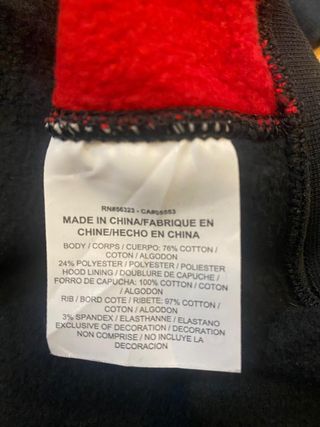 RN#56323 - CA#05553
MADE IN CHINA/FABRIQUE EN
CHINE/HECHO EN CHINA
BODY / CORPS / CUERPO: 76% COTTON /
COTON / ALGODON
24% POLYESTER / POLYESTER / POLIESTER
HOOD LINING / DOUBLURE DE CAPUCHE /
FORRO DE CAPUCHA: 100% COTTON / COTON
/ ALGODON
RIB / BORD COTE / RIBETE: 97% COTTON /
COTON / ALGODON
3% SPANDEX / ELASTHANNE / ELASTANO
EXCLUSIVE OF DECORATION / DECORATION
NON COMPRISE / NO INCLUYE LA
DECORACION